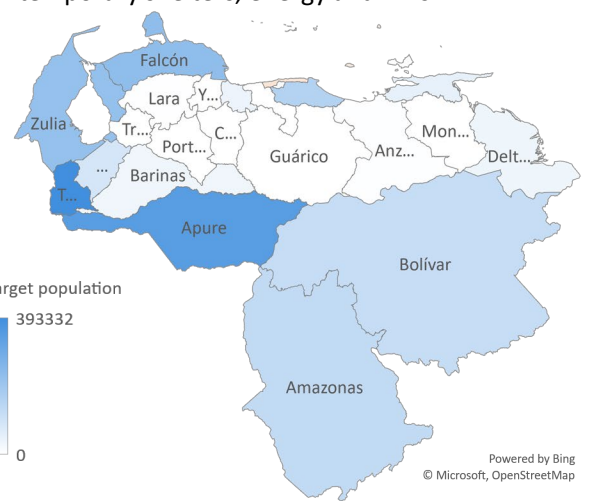 Falcón
Lara
Y...
Zulia
Tr...
C...
Mon...
Port...
Guárico
Anz...
Delt...
...
Barinas
T...
Apure
Bolívar
arget population
393332
0
Amazonas
Powered by Bing
© Microsoft, OpenStreetMap